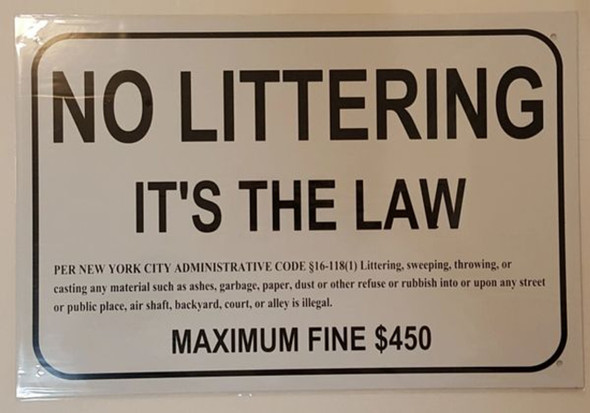 NO LITTERING
IT'S THE LAW
PER NEW YORK CITY ADMINISTRATIVE CODE §16-118(1) Littering, sweeping, throwing, or
casting any material such as ashes, garbage, paper, dust or other refuse or rubbish into or upon any street
or public place, air shaft, backyard, court, or alley is illegal.
MAXIMUM FINE $450